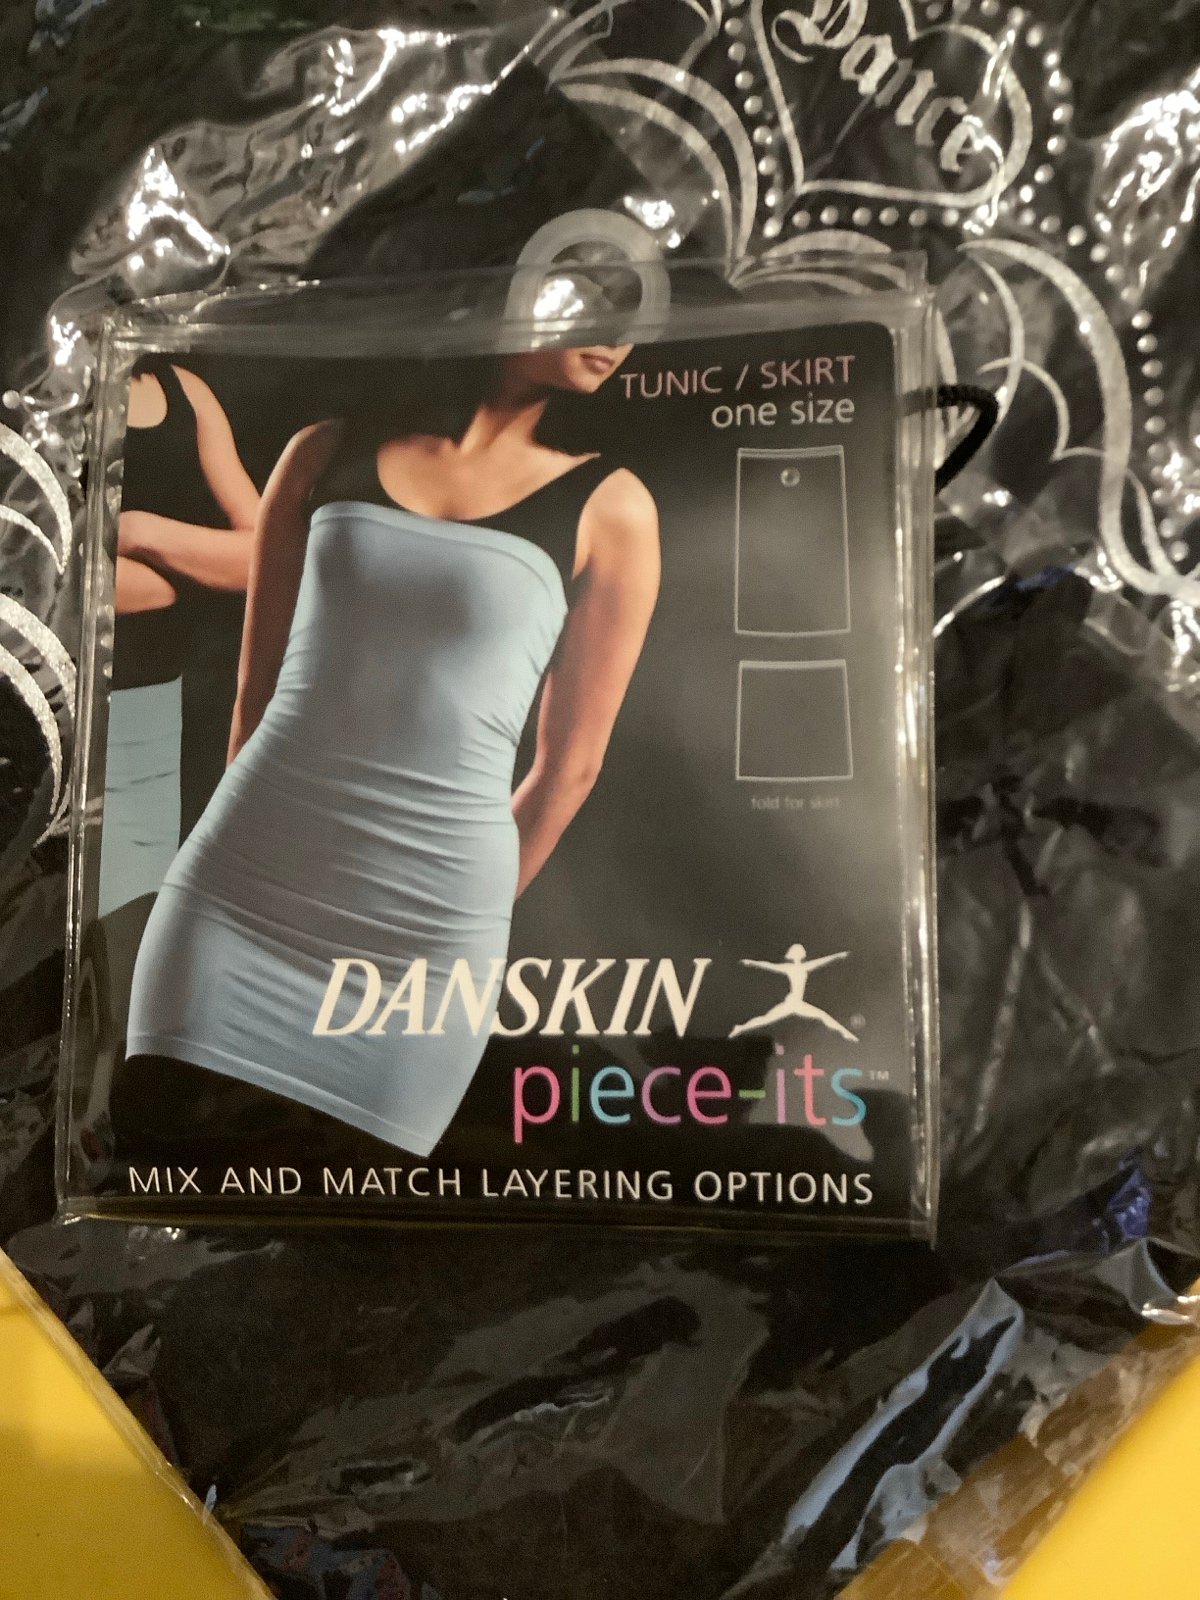 Dance
TUNIC / SKIRT
one size
fold for skirt
DANSKIN ®
piece-its™
MIX AND MATCH LAYERING OPTIONS